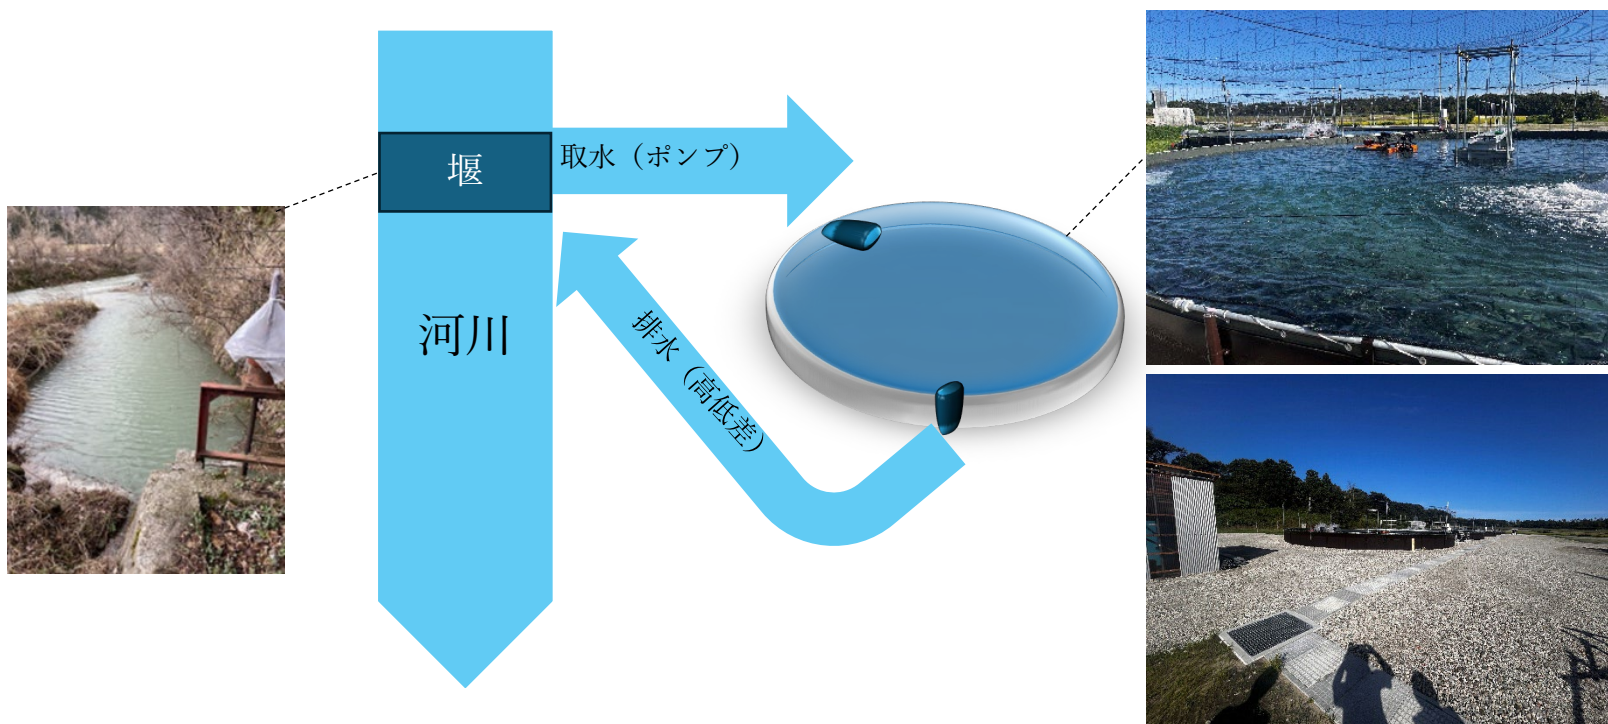 取水（ポンプ）
堰
河川
排水（高低差）